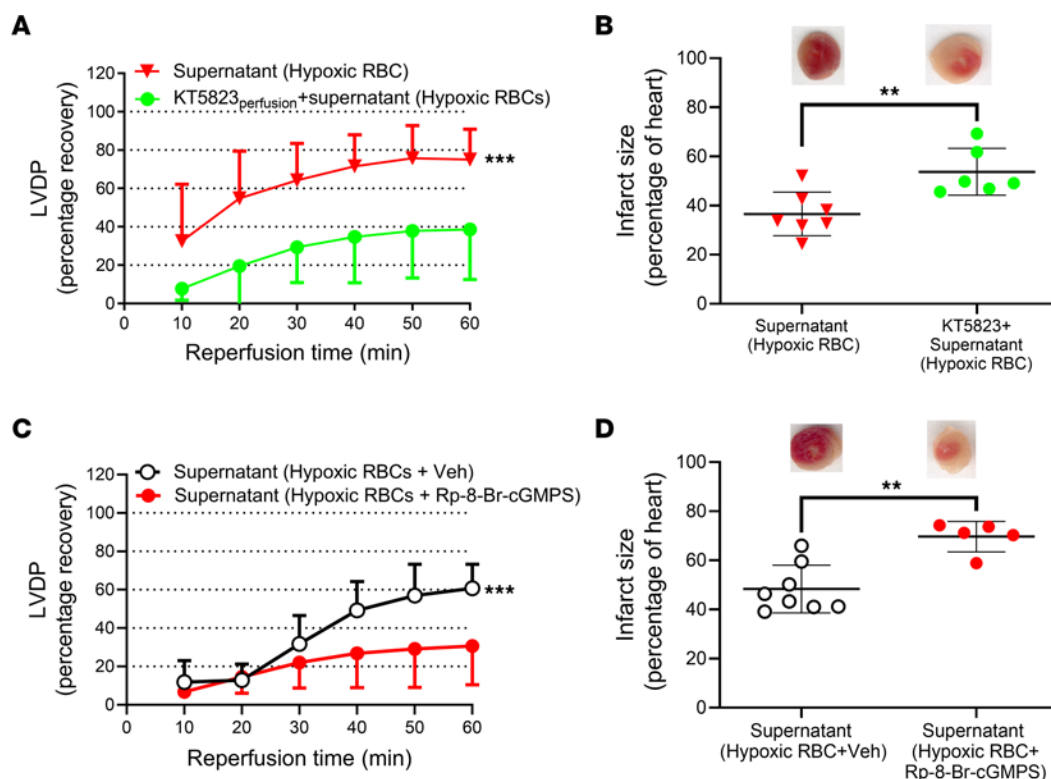 A
Supernatant (Hypoxic RBC)
KT5823perfusion+supernatant (Hypoxic RBCs)
LVDP
(percentage recovery)
120
100
80
60
40
20
0
0 10 20 30 40 50 60
***
Reperfusion time (min)
B
Infarct size
(percentage of heart)
100
80
60
40
20
0
**
Supernatant
(Hypoxic RBC)
KT5823+
Supernatant
(Hypoxic RBC)
C
Supernatant (Hypoxic RBCs + Veh)
Supernatant (Hypoxic RBCs + Rp-8-Br-cGMPS)
LVDP
(percentage recovery)
120
100
80
60
40
20
0
0 10 20 30 40 50 60
***
Reperfusion time (min)
D
Infarct size
(percentage of heart)
100
80
60
40
20
0
**
Supernatant
(Hypoxic RBC+Veh)
Supernatant
(Hypoxic RBC+
Rp-8-Br-cGMPS)